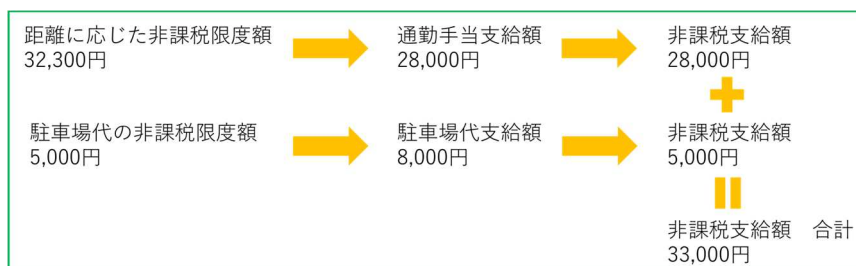 距離に応じた非課税限度額
32,300円
通勤手当支給額
28,000円
非課税支給額
28,000円
駐車場代の非課税限度額
5,000円
駐車場代支給額
8,000円
非課税支給額
5,000円
非課税支給額　合計
33,000円